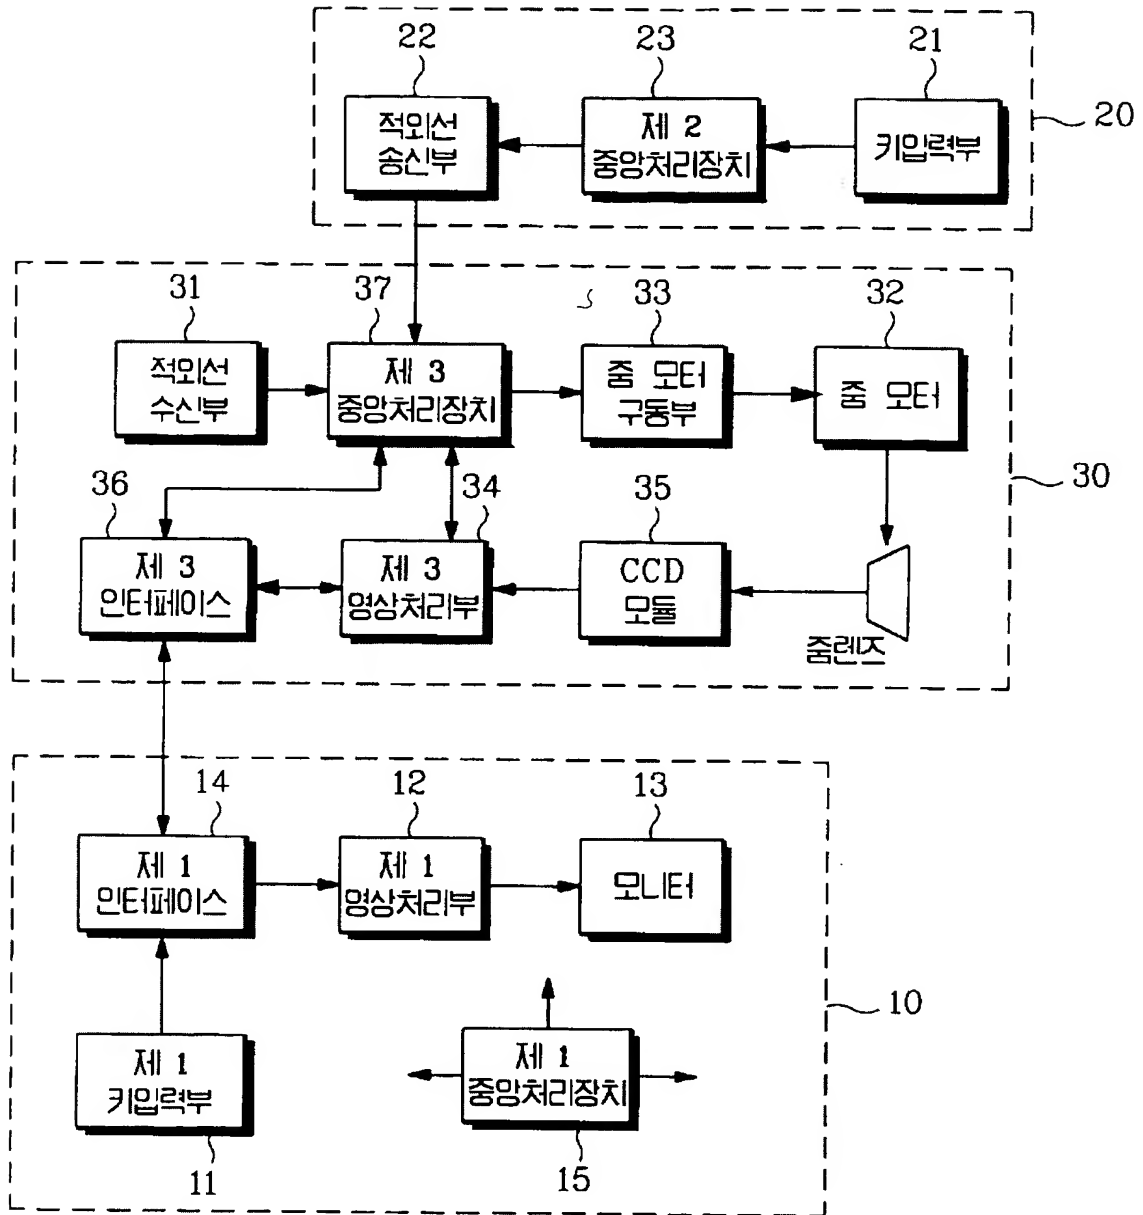 22
23
21
적외선
송신부
제 2
중앙처리장치
키입력부
20
31
37
33
32
적외선
수신부
제 3
중앙처리장치
줌 모터
구동부
줌 모터
36
34
35
30
제 3
인터페이스
제 3
영상처리부
CCD
모듈
줌렌즈
14
12
13
제 1
인터페이스
제 1
영상처리부
모니터
10
제 1
키입력부
제 1
중앙처리장치
11
15